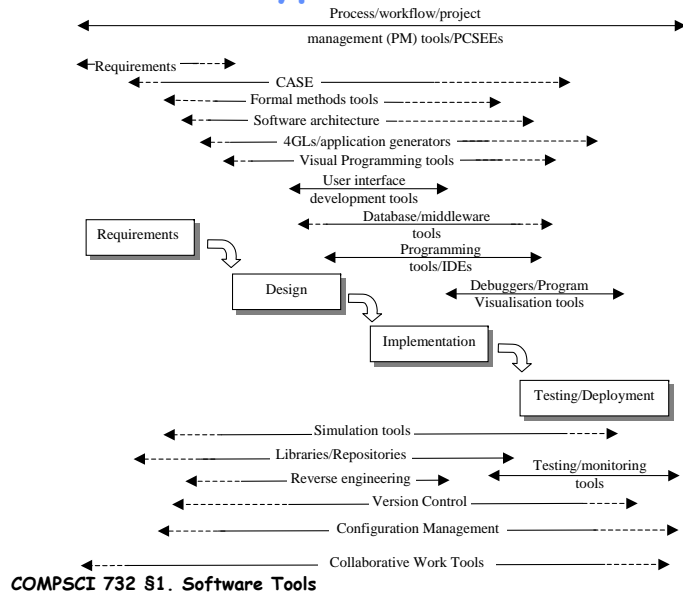 Process/workflow/project
management (PM) tools/PCSEEs
Requirements
CASE
Formal methods tools
Software architecture
4GLs/application generators
Visual Programming tools
User interface
development tools
Database/middleware
tools
Programming
tools/IDEs
Debuggers/Program
Visualisation tools
Requirements
Design
Implementation
Testing/Deployment
Simulation tools
Libraries/Repositories
Reverse engineering
Testing/monitoring
tools
Version Control
Configuration Management
Collaborative Work Tools
COMPSCI 732 §1. Software Tools